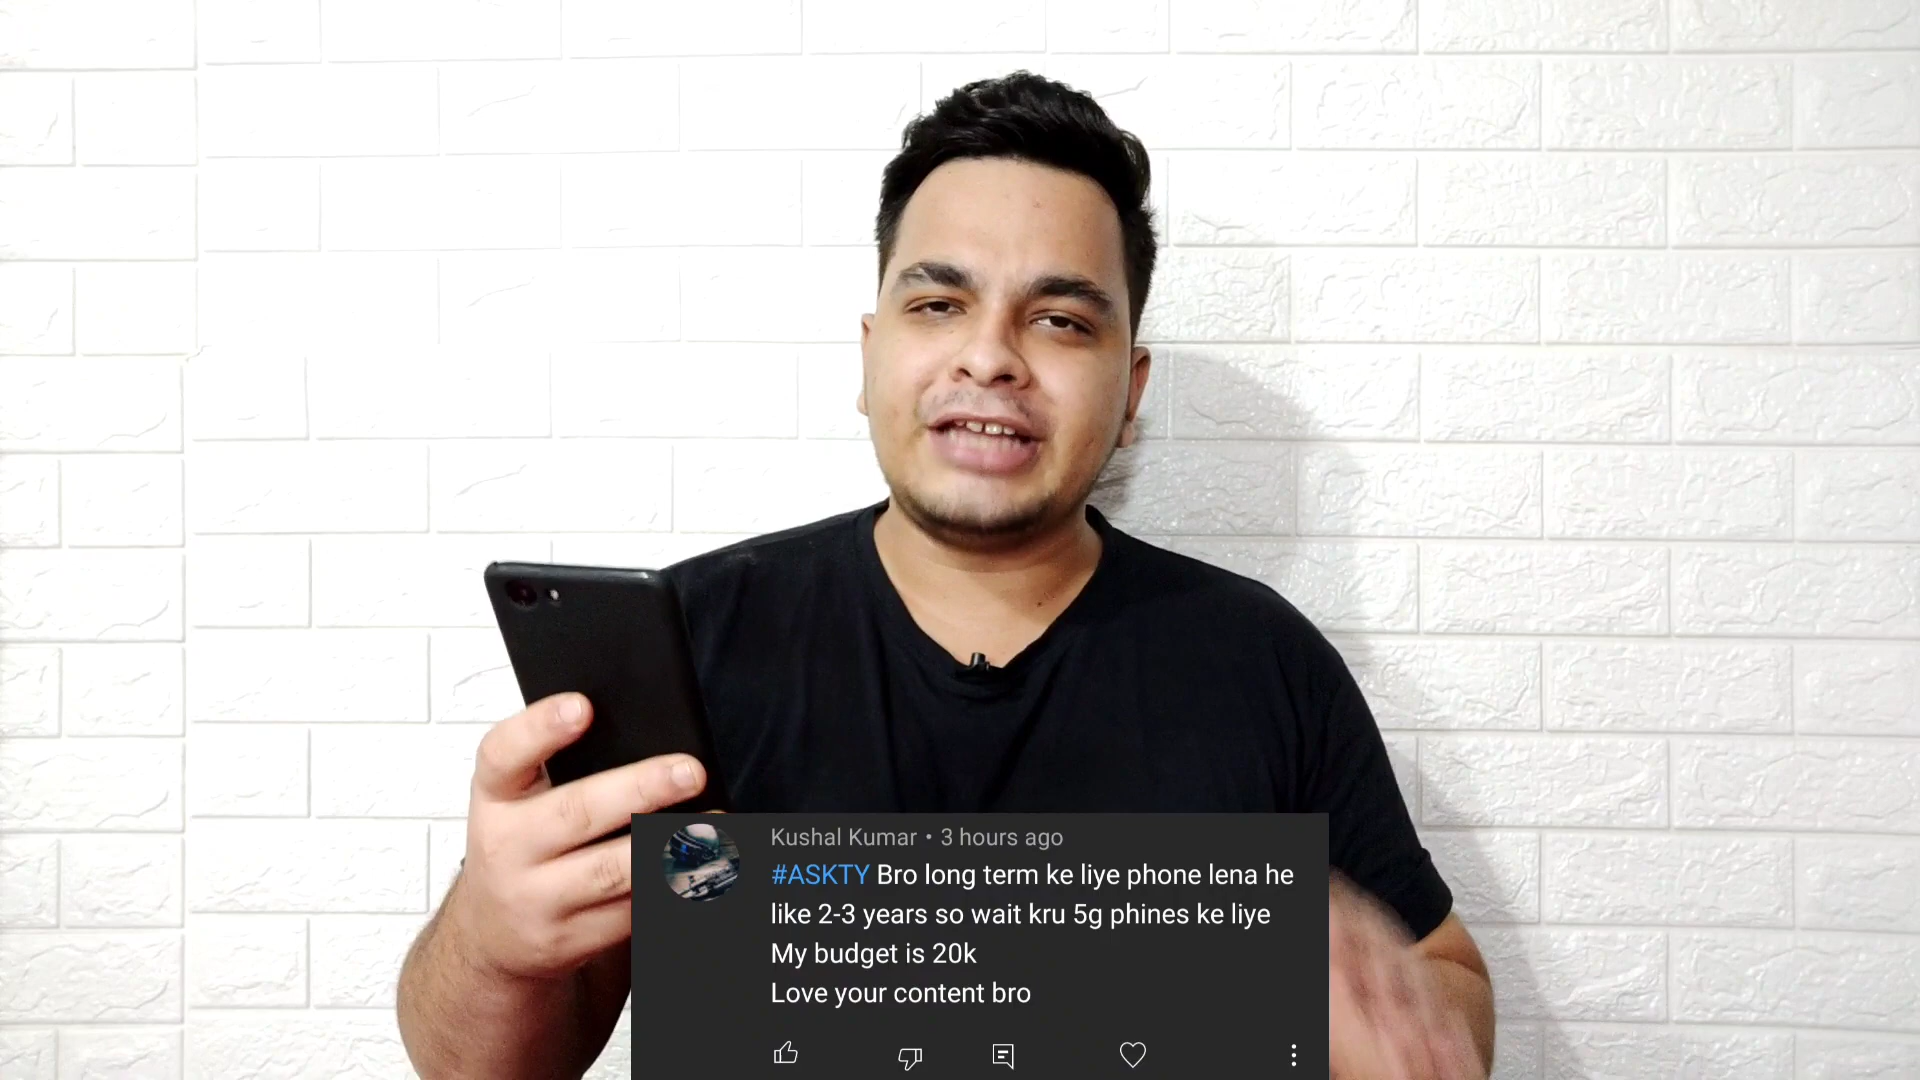 Kushal Kumar • 3 hours ago
#ASKTY Bro long term ke liye phone lena he
like 2-3 years so wait kru 5g phines ke liye
My budget is 20k
Love your content bro